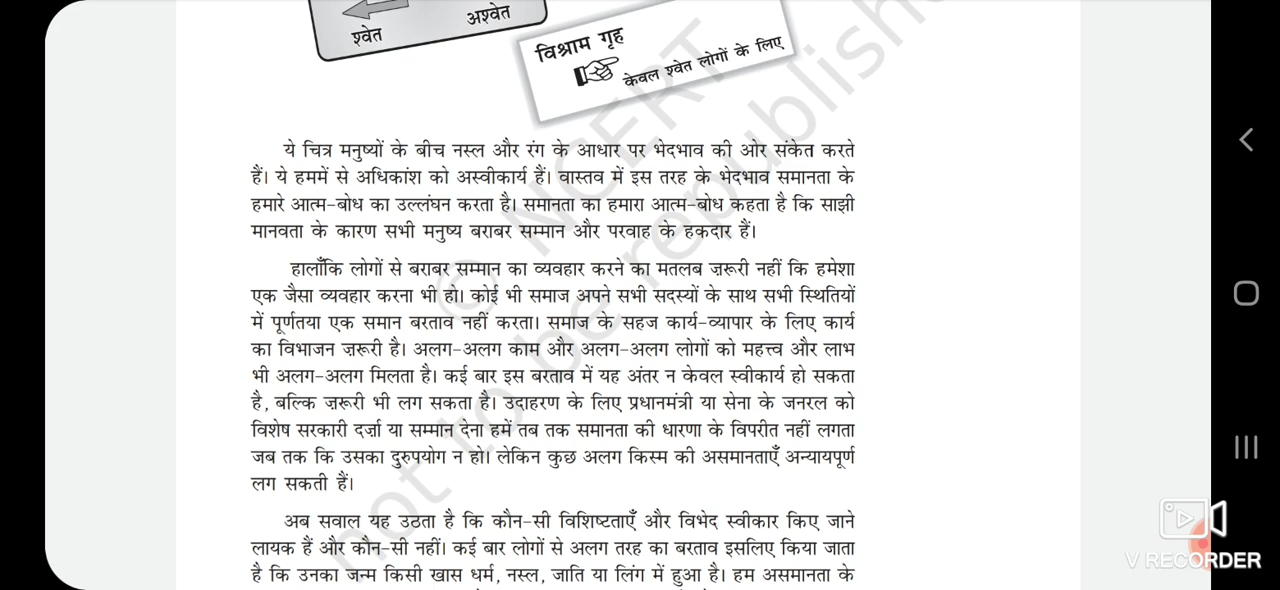 श्वेत
अश्वेत
विश्राम गृह
केवल श्वेत लोगों के लिए
ये चित्र मनुष्यों के बीच नस्ल और रंग के आधार पर भेदभाव की ओर संकेत करते
हैं। ये हममें से अधिकांश को अस्वीकार्य हैं। वास्तव में इस तरह के भेदभाव समानता के
हमारे आत्म-बोध का उल्लंघन करता है। समानता का हमारा आत्म-बोध कहता है कि साझी
मानवता के कारण सभी मनुष्य बराबर सम्मान और परवाह के हकदार हैं।
हालाँकि लोगों से बराबर सम्मान का व्यवहार करने का मतलब ज़रूरी नहीं कि हमेशा
एक जैसा व्यवहार करना भी हो। कोई भी समाज अपने सभी सदस्यों के साथ सभी स्थितियों
में पूर्णतया एक समान बरताव नहीं करता। समाज के सहज कार्य-व्यापार के लिए कार्य
का विभाजन ज़रूरी है। अलग-अलग काम और अलग-अलग लोगों को महत्त्व और लाभ
भी अलग-अलग मिलता है। कई बार इस बरताव में यह अंतर न केवल स्वीकार्य हो सकता
है, बल्कि ज़रूरी भी लग सकता है। उदाहरण के लिए प्रधानमंत्री या सेना के जनरल को
विशेष सरकारी दर्ज़ा या सम्मान देना हमें तब तक समानता की धारणा के विपरीत नहीं लगता
जब तक कि उसका दुरुपयोग न हो। लेकिन कुछ अलग किस्म की असमानताएँ अन्यायपूर्ण
लग सकती हैं।
अब सवाल यह उठता है कि कौन-सी विशिष्टताएँ और विभेद स्वीकार किए जाने
लायक हैं और कौन-सी नहीं। कई बार लोगों से अलग तरह का बरताव इसलिए किया जाता
है कि उनका जन्म किसी खास धर्म, नस्ल, जाति या लिंग में हुआ है। हम असमानता के
© NCERT
not to be republishe
V RECORDER